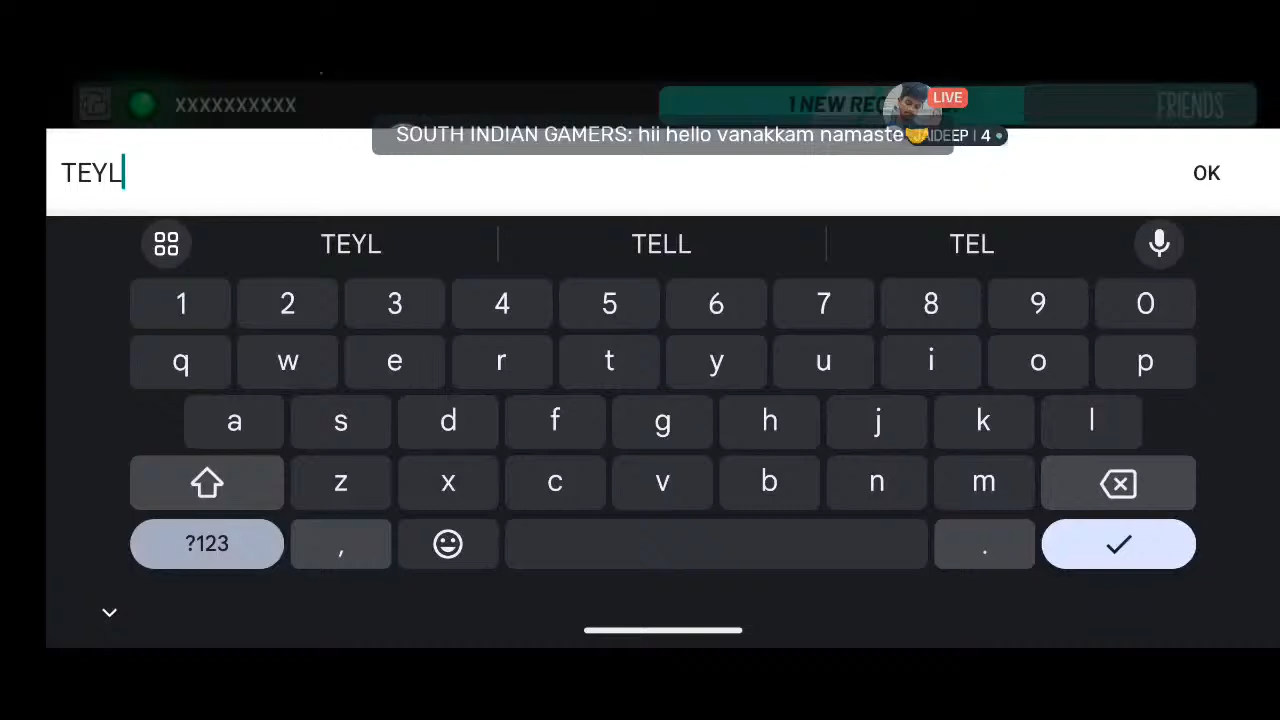 XXXXXXXXXX
1 NEW REC
FRIENDS
LIVE
SOUTH INDIAN GAMERS: hii hello vanakkam namaste
JAIDEEP | 4
TEYL
OK
TEYL TELL TEL
1 2 3 4 5 6 7 8 9 0
q w e r t y u i o p
a s d f g h j k l
z x c v b n m
?123 , .